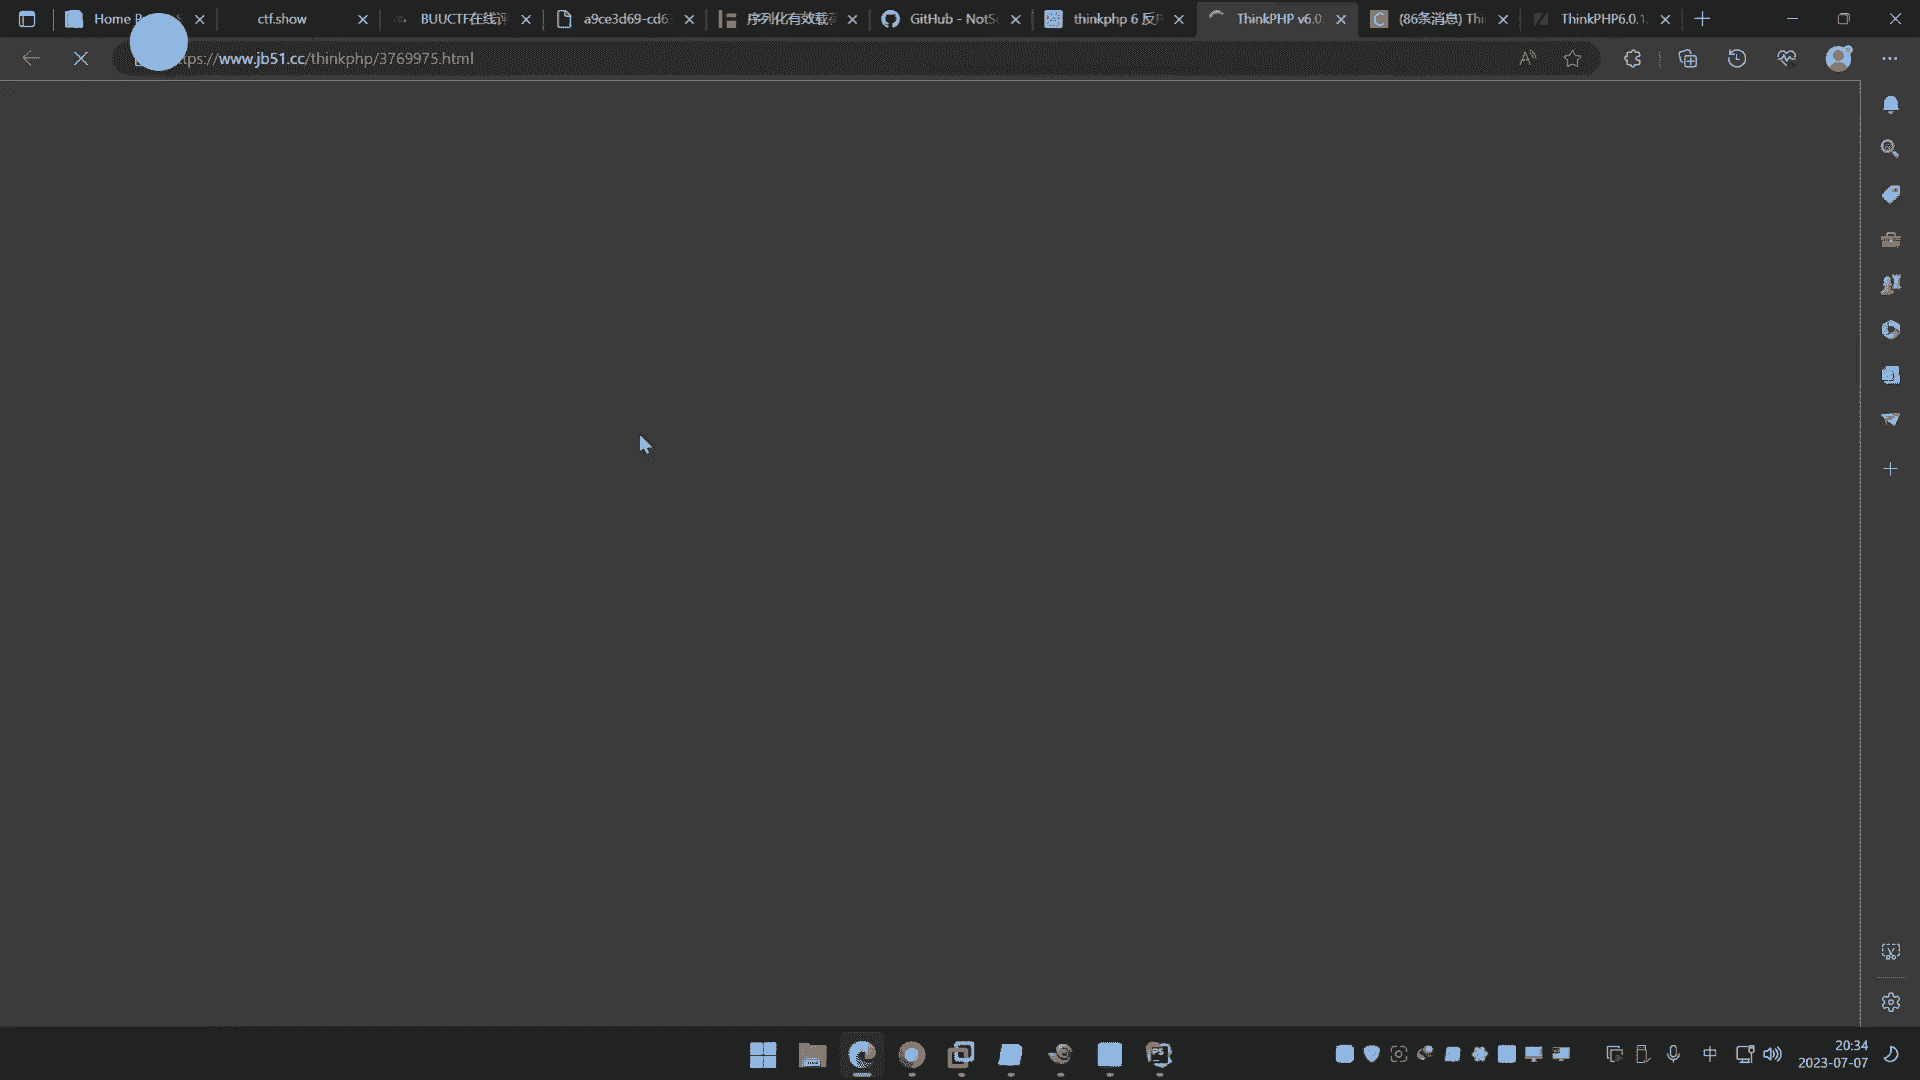 Home
ctf.show
BUUCTF在线评
a9ce3d69-cd6
序列化有效载荷
GitHub - NotS
thinkphp 6 反
ThinkPHP v6.0.
(86条消息) Thi
ThinkPHP6.0.1
tps://www.jb51.cc/thinkphp/3769975.html
中
20:34
2023-07-07